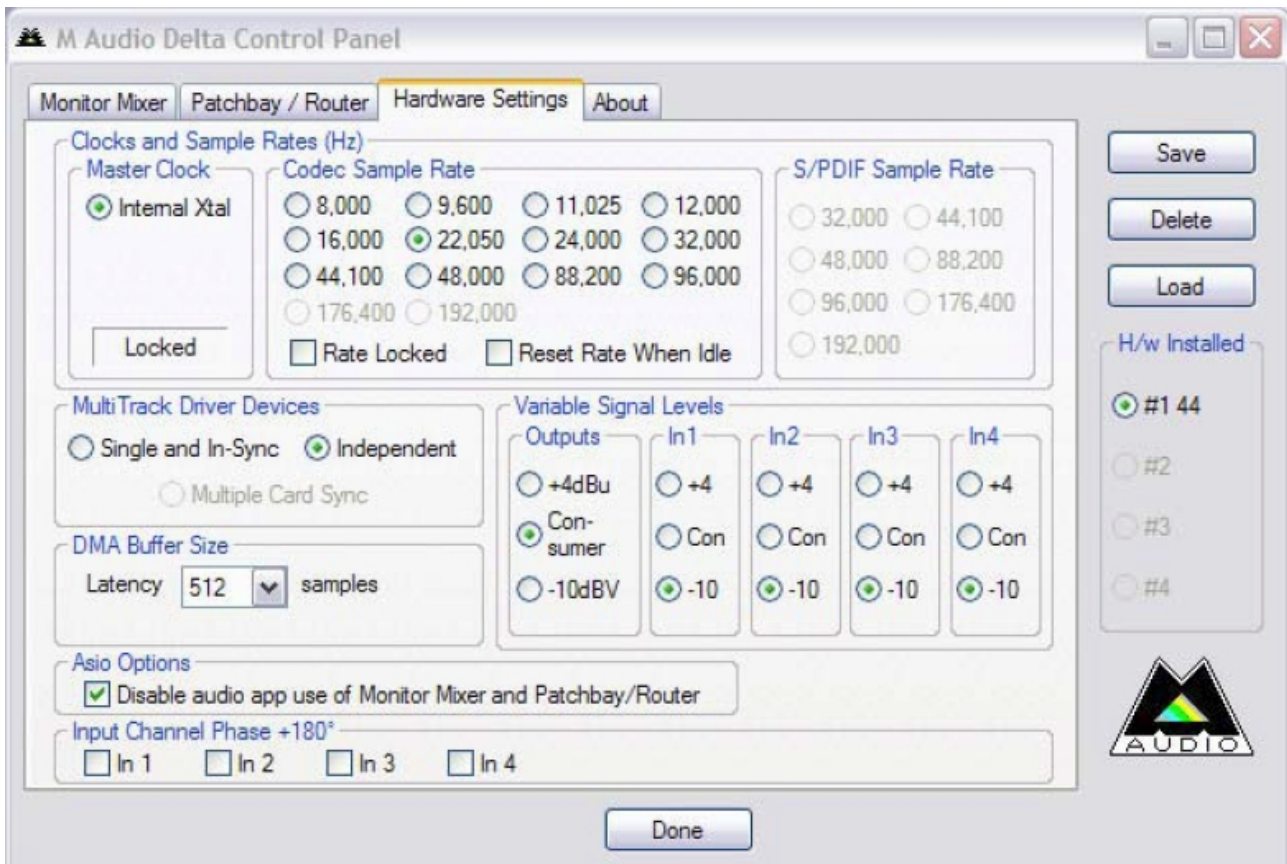 M Audio Delta Control Panel
Monitor Mixer Patchbay / Router Hardware Settings About
Clocks and Sample Rates (Hz)
Master Clock
Internal Xtal
Locked
Codec Sample Rate
8,000 9,600 11,025 12,000
16,000 22,050 24,000 32,000
44,100 48,000 88,200 96,000
176,400 192,000
Rate Locked Reset Rate When Idle
S/PDIF Sample Rate
32,000 44,100
48,000 88,200
96,000 176,400
192,000
MultiTrack Driver Devices
Single and In-Sync Independent
Multiple Card Sync
DMA Buffer Size
Latency 512 samples
Variable Signal Levels
Outputs
+4dBu
Con-
sumer
-10dBV
In1
+4
Con
-10
In2
+4
Con
-10
In3
+4
Con
-10
In4
+4
Con
-10
Asio Options
Disable audio app use of Monitor Mixer and Patchbay/Router
Input Channel Phase +180°
In 1 In 2 In 3 In 4
Save
Delete
Load
H/w Installed
#1 44
#2
#3
#4
M
AUDIO
Done